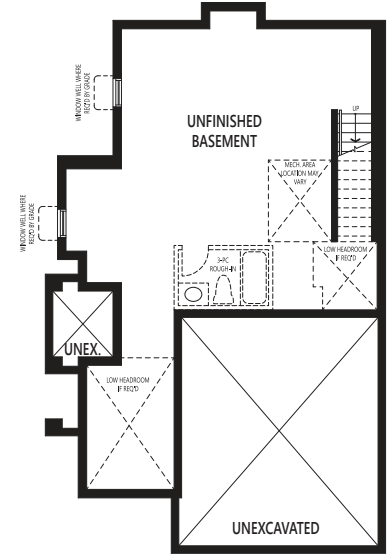 WINDOW WELL WHERE
REQ'D BY GRADE
UP
UNFINISHED
BASEMENT
MECH. AREA
LOCATION MAY
VARY
WINDOW WELL WHERE
REQ'D BY GRADE
3-PC
ROUGH-IN
LOW HEADROOM
IF REQ'D
UNEX.
LOW HEADROOM
IF REQ'D
UNEXCAVATED